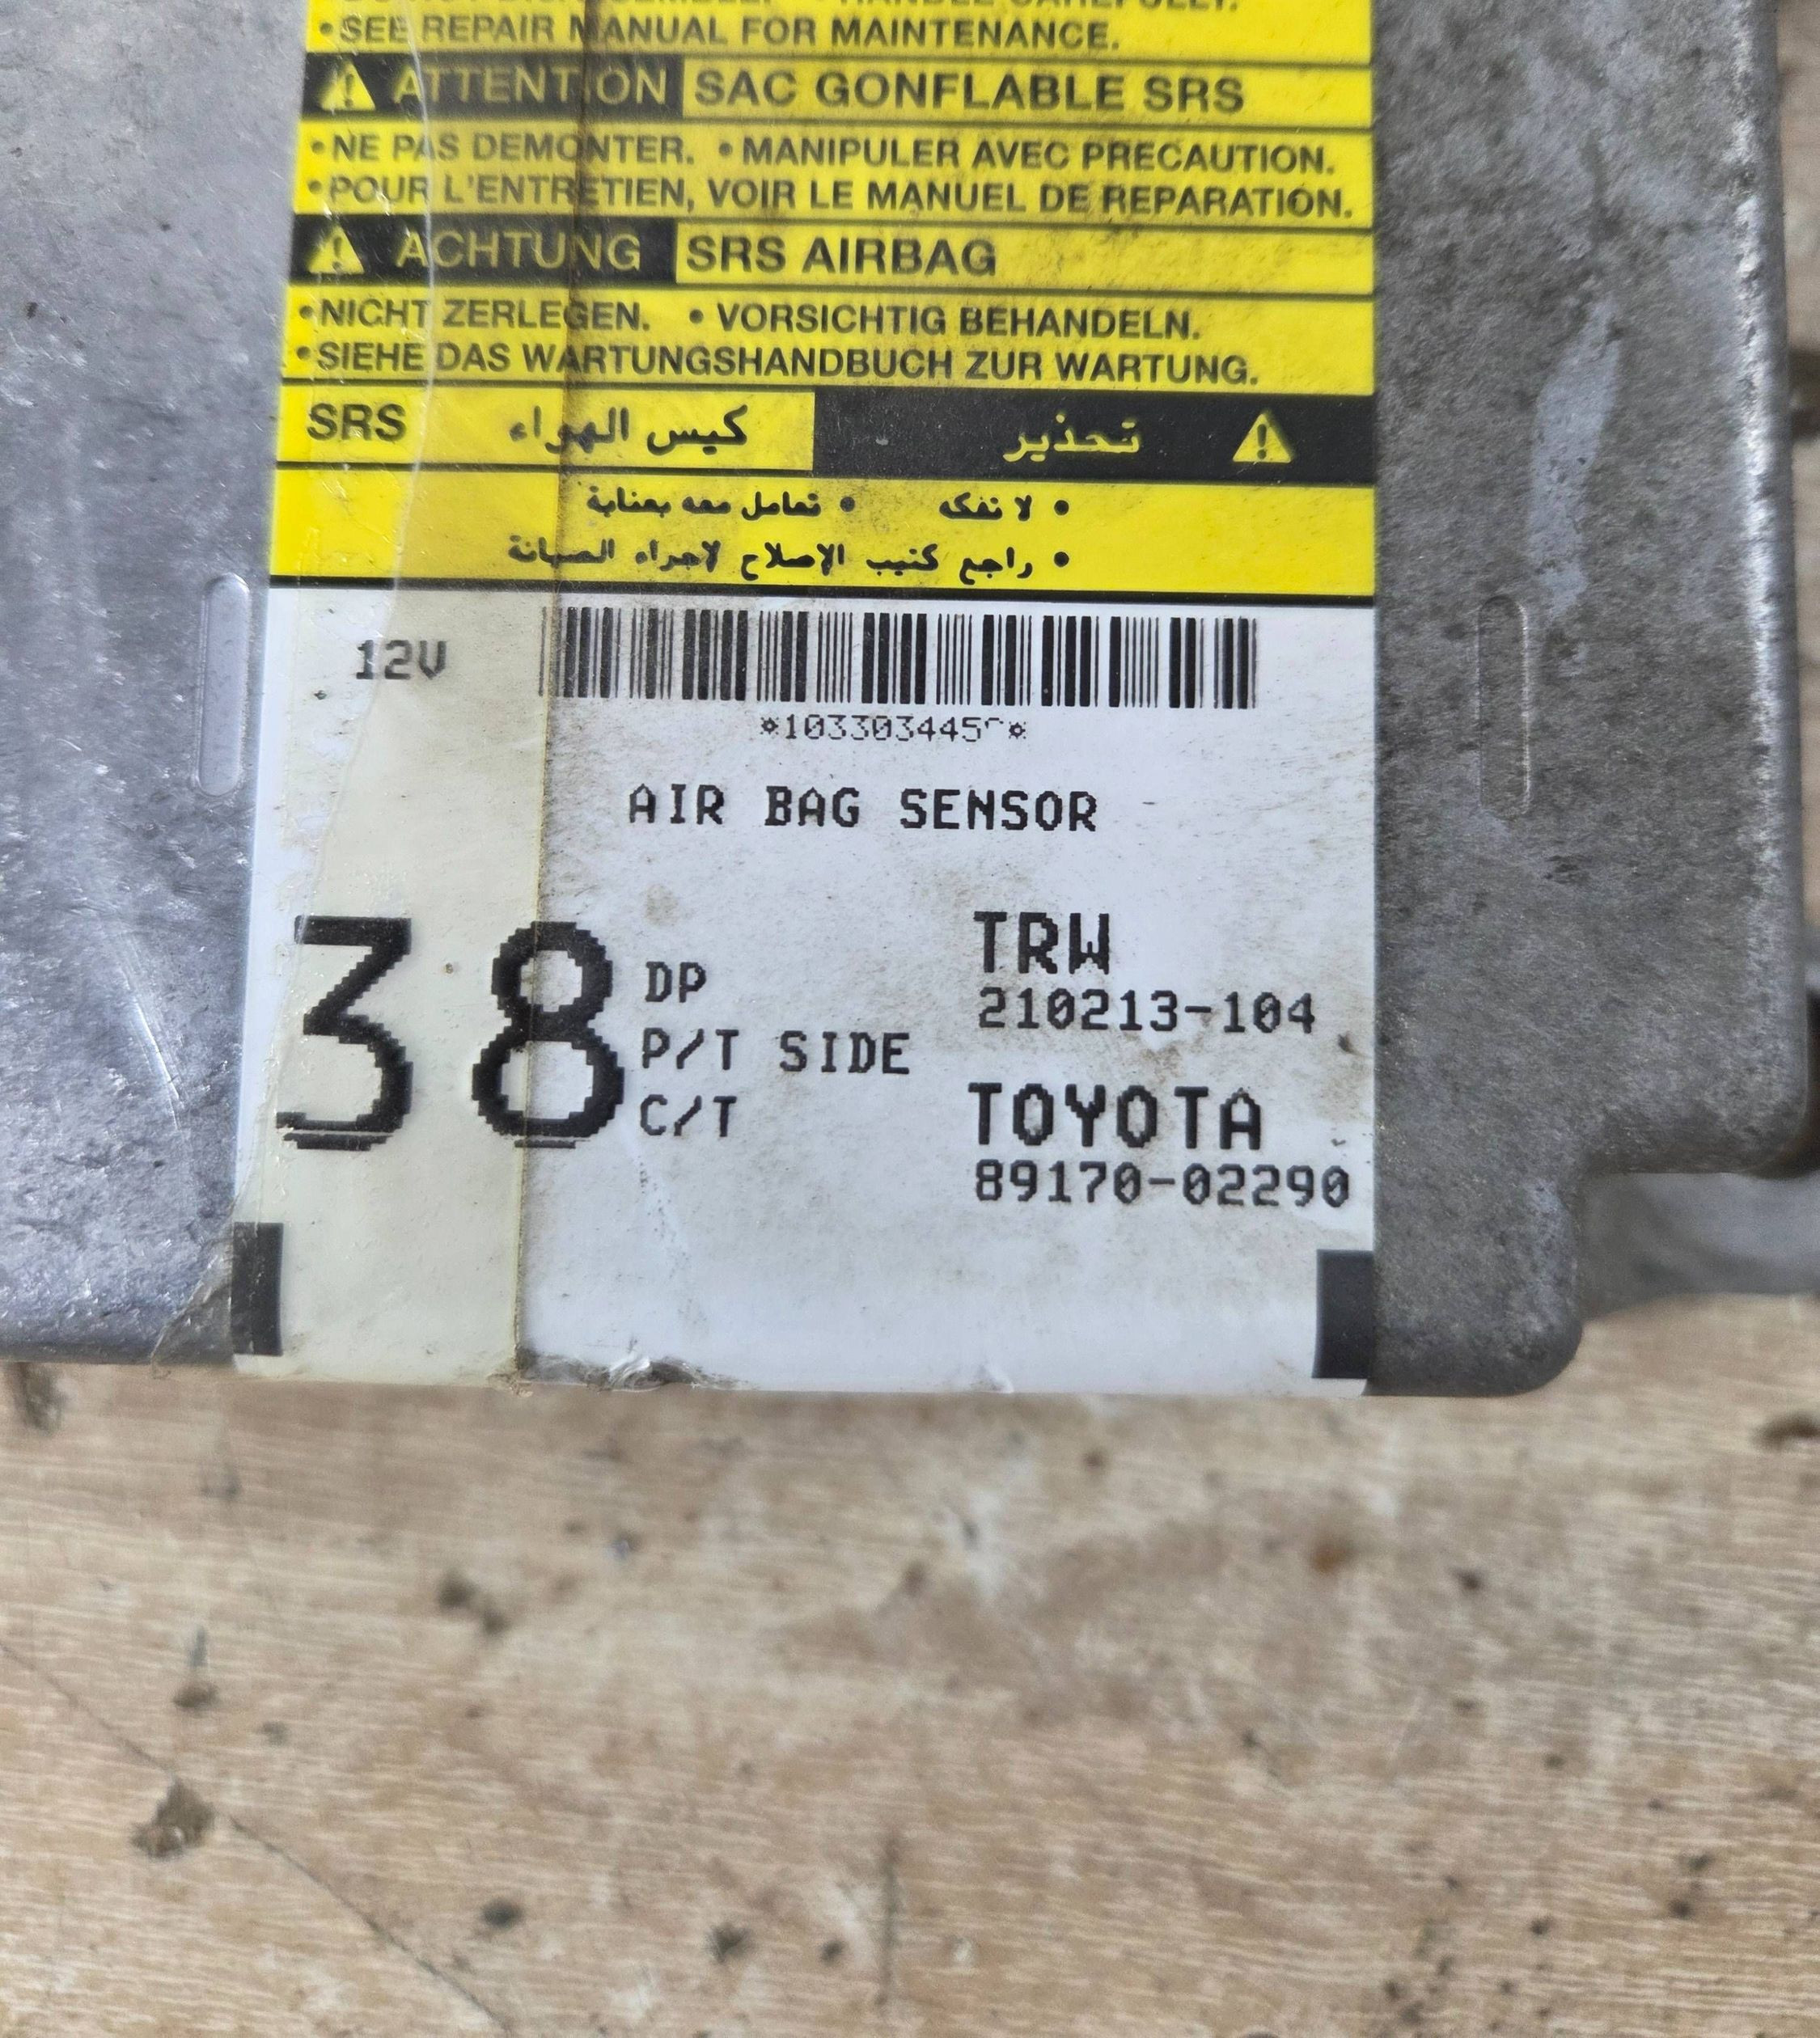 HANDLE CAREFULLY.
•SEE REPAIR MANUAL FOR MAINTENANCE.
ATTENTION SAC GONFLABLE SRS
•NE PAS DEMONTER. •MANIPULER AVEC PRECAUTION.
•POUR L'ENTRETIEN, VOIR LE MANUEL DE REPARATION.
ACHTUNG SRS AIRBAG
•NICHT ZERLEGEN. •VORSICHTIG BEHANDELN.
•SIEHE DAS WARTUNGSHANDBUCH ZUR WARTUNG.
تحذير كيس الهواء SRS
• لا تفكه • تعامل معه بعناية
• راجع كتيب الإصلاح لاجراء الصيانة
12V
AIR BAG SENSOR
38
DP
P/T SIDE
C/T
TRW
210213-104
TOYOTA
89170-02290